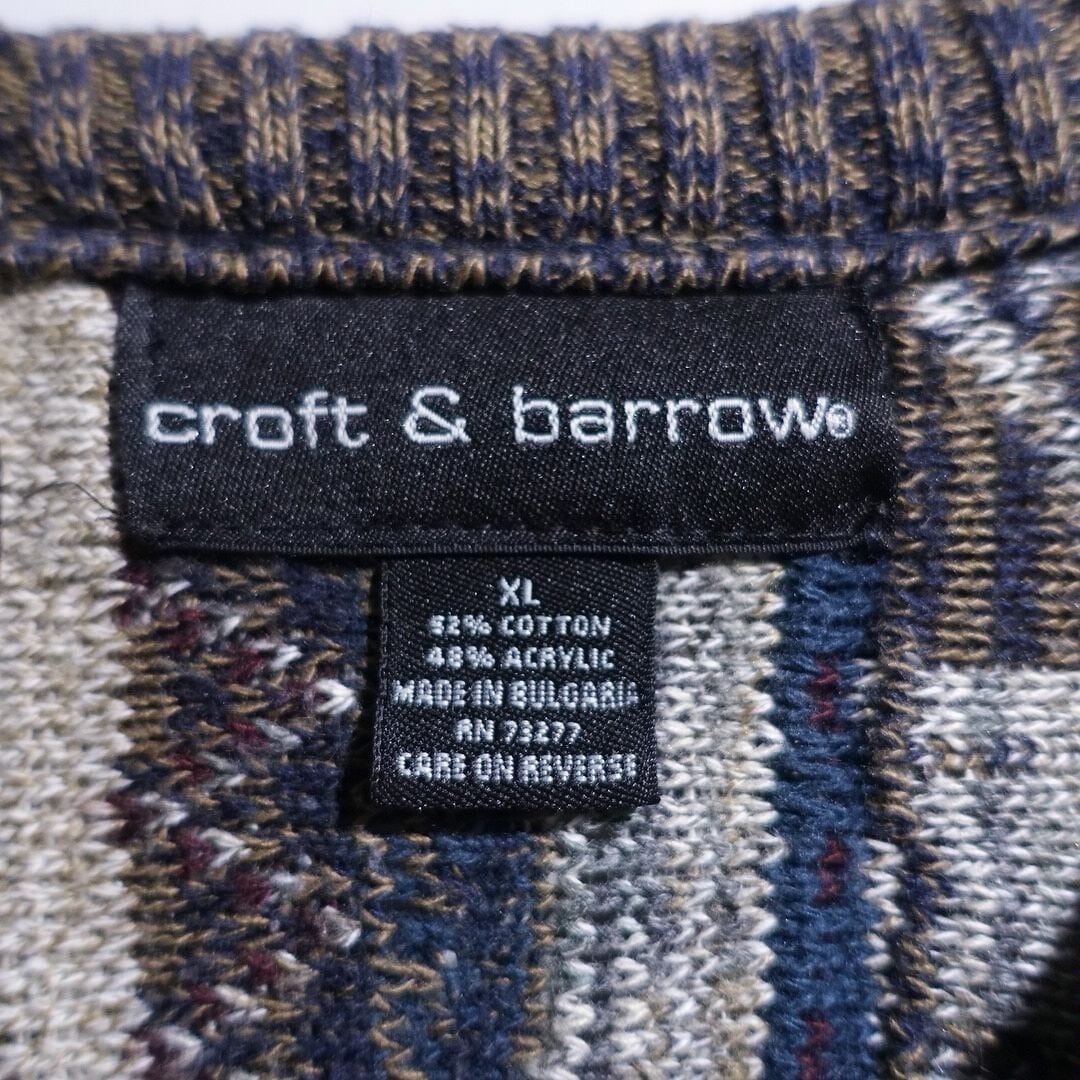 croft & barrow®
XL
52% COTTON
48% ACRYLIC
MADE IN BULGARIA
RN 73277
CARE ON REVERSE